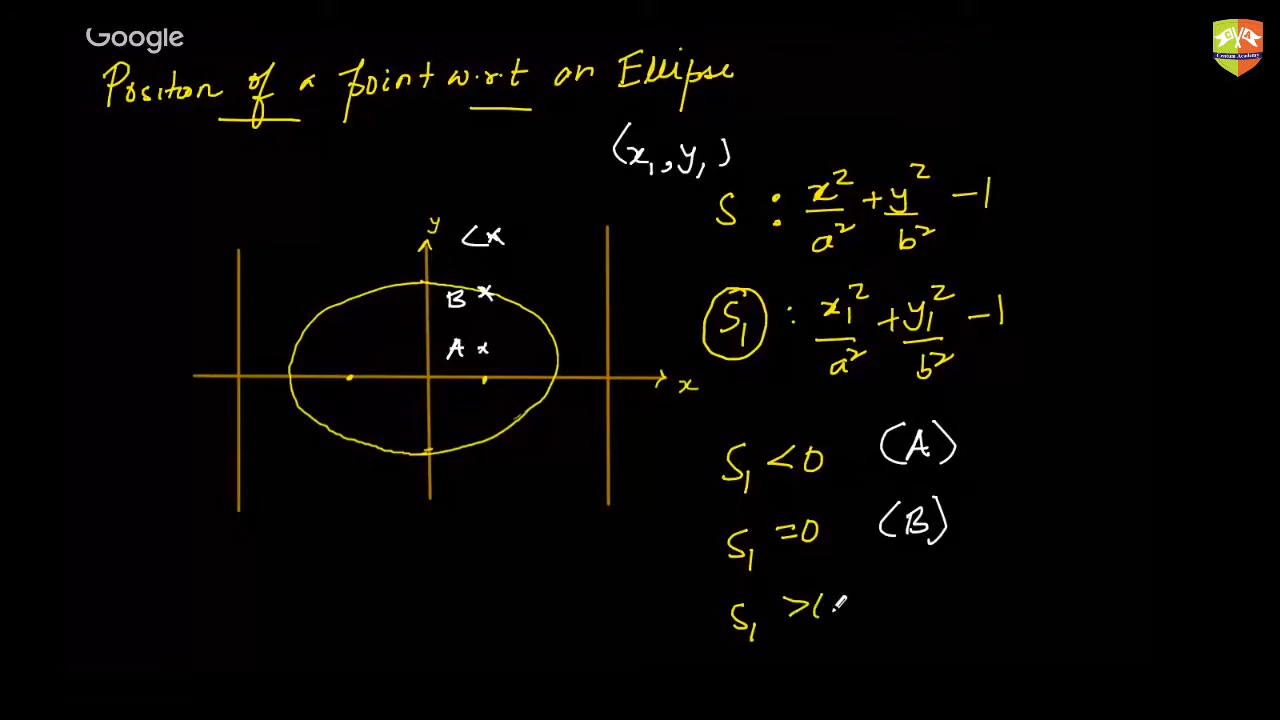 Google
Positon of a point w.r.t an Ellipse
(x₁, y₁)
S : x²/a² + y²/b² - 1
y
C x
B x
S₁ : x₁²/a² + y₁²/b² - 1
A x
x
S₁ < 0 (A)
S₁ = 0 (B)
S₁ > (